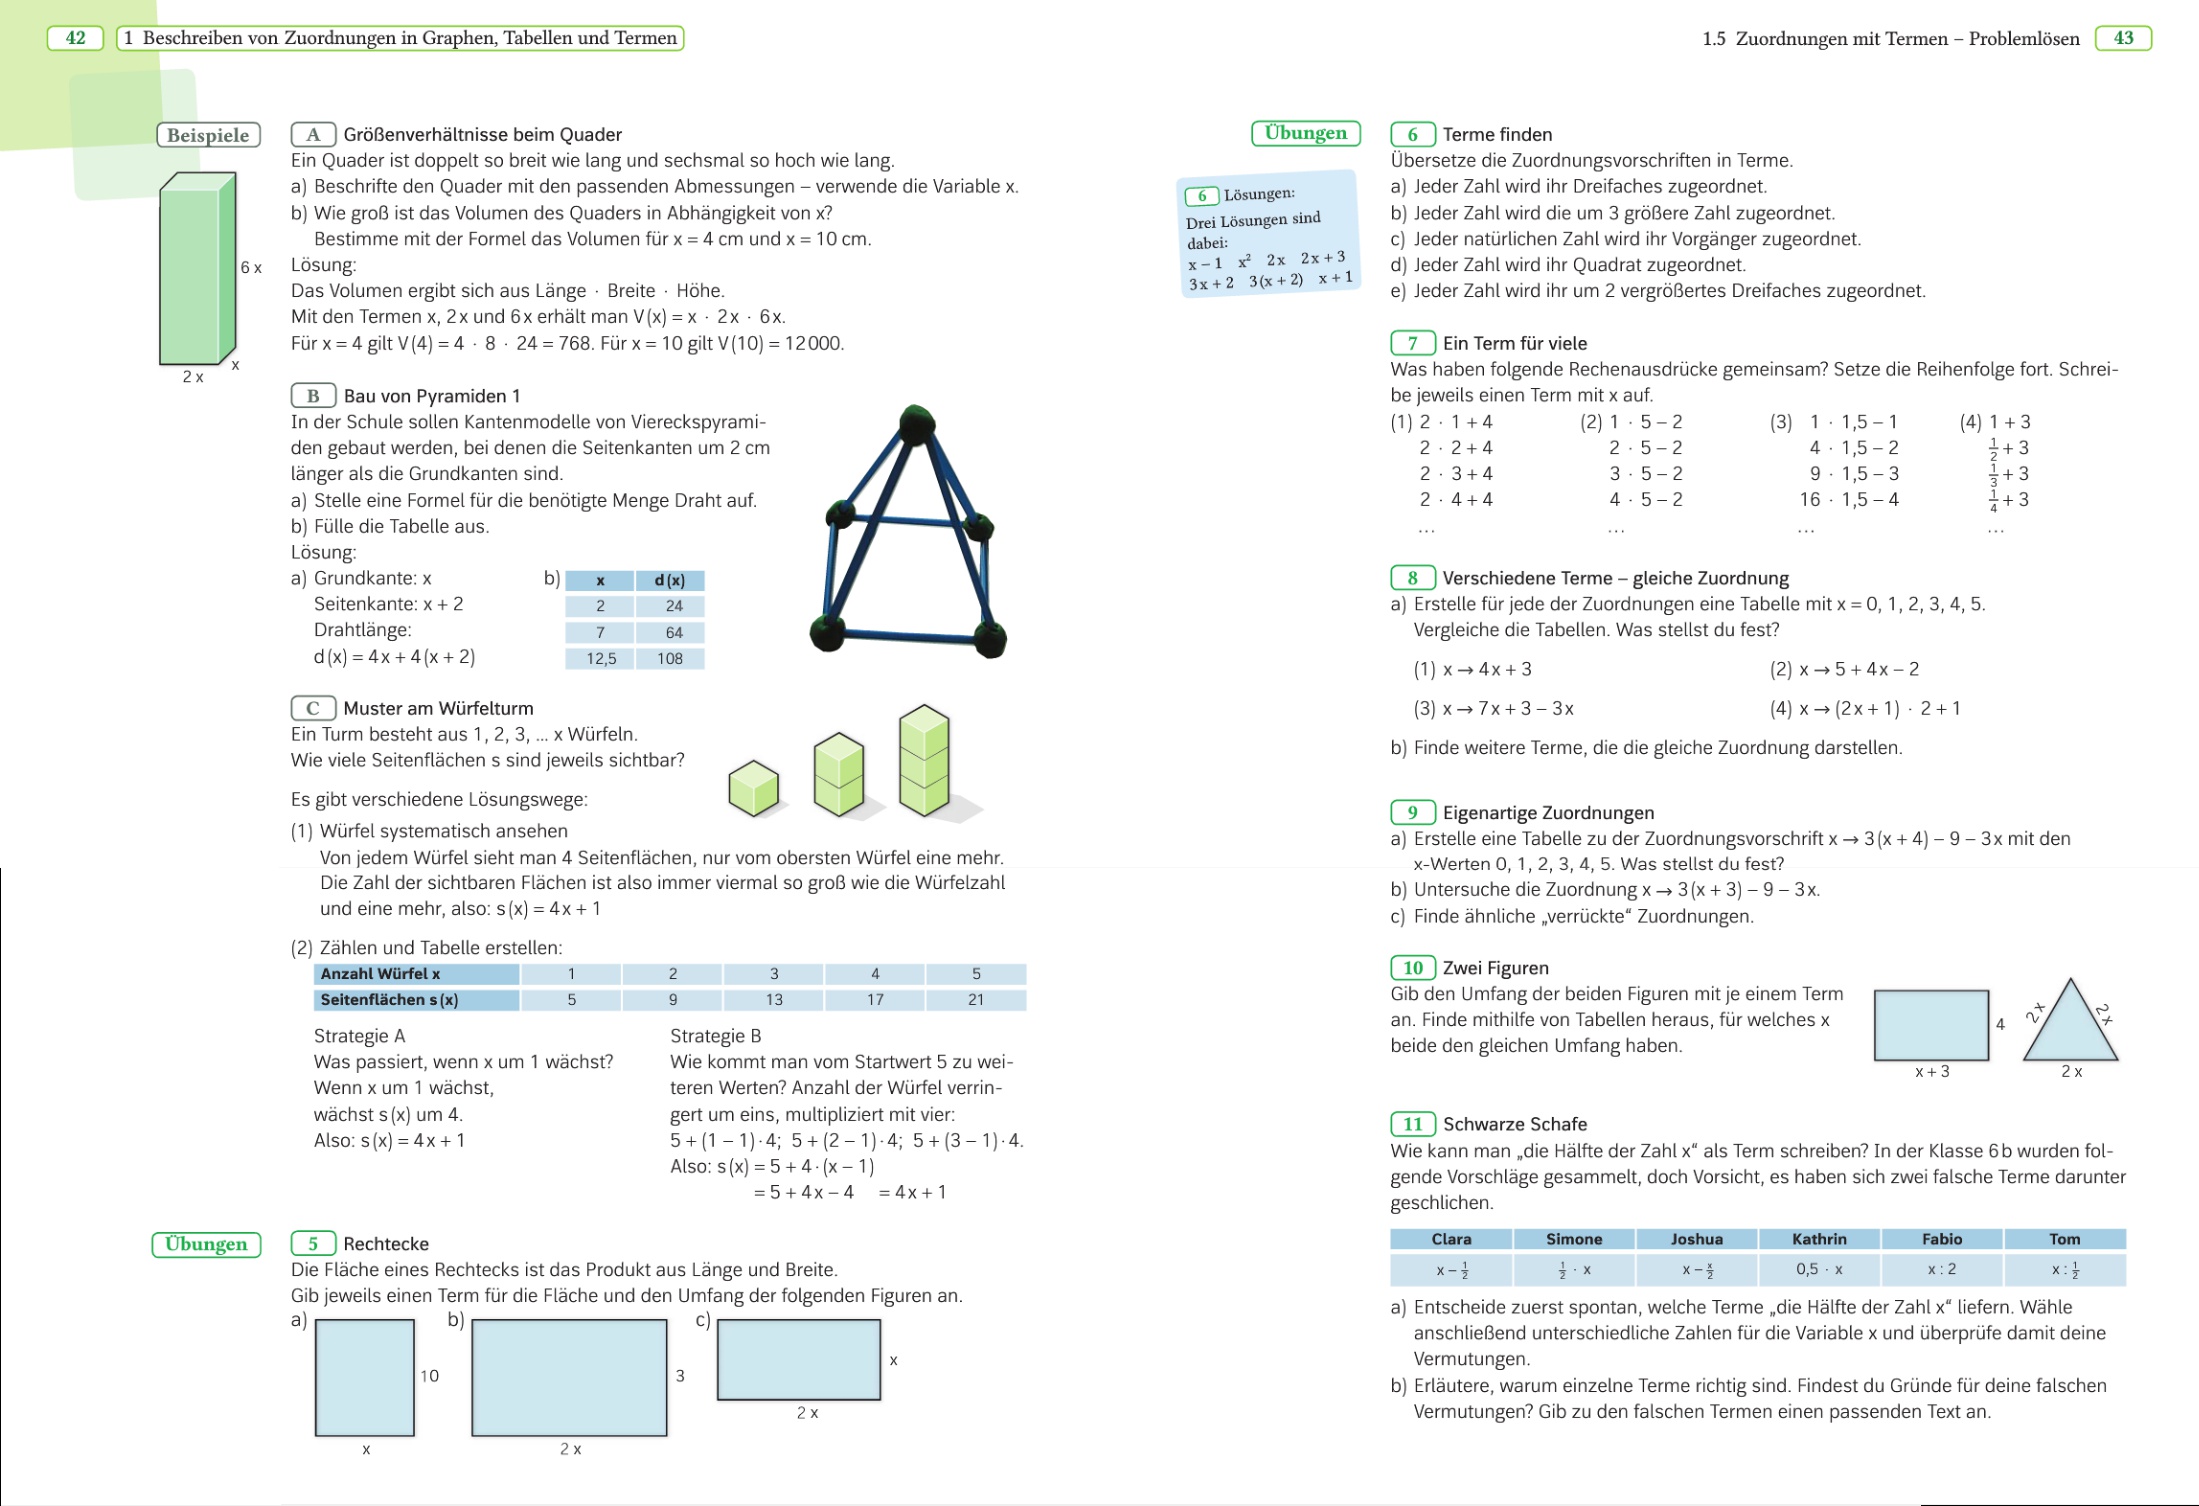 42
1 Beschreiben von Zuordnungen in Graphen, Tabellen und Termen
Beispiele
A Größenverhältnisse beim Quader
Ein Quader ist doppelt so breit wie lang und sechsmal so hoch wie lang.
a) Beschrifte den Quader mit den passenden Abmessungen – verwende die Variable x.
b) Wie groß ist das Volumen des Quaders in Abhängigkeit von x?
Bestimme mit der Formel das Volumen für x = 4 cm und x = 10 cm.
Lösung:
Das Volumen ergibt sich aus Länge · Breite · Höhe.
Mit den Termen x, 2x und 6x erhält man V(x) = x · 2x · 6x.
Für x = 4 gilt V(4) = 4 · 8 · 24 = 768. Für x = 10 gilt V(10) = 12 000.
6 x
x
2 x
B Bau von Pyramiden 1
In der Schule sollen Kantenmodelle von Viereckspyrami-
den gebaut werden, bei denen die Seitenkanten um 2 cm
länger als die Grundkanten sind.
a) Stelle eine Formel für die benötigte Menge Draht auf.
b) Fülle die Tabelle aus.
Lösung:
a) Grundkante: x
Seitenkante: x + 2
Drahtlänge:
d(x) = 4x + 4(x + 2)
b) x d(x)
2 24
7 64
12,5 108
C Muster am Würfelturm
Ein Turm besteht aus 1, 2, 3, ... x Würfeln.
Wie viele Seitenflächen s sind jeweils sichtbar?
Es gibt verschiedene Lösungswege:
(1) Würfel systematisch ansehen
Von jedem Würfel sieht man 4 Seitenflächen, nur vom obersten Würfel eine mehr.
Die Zahl der sichtbaren Flächen ist also immer viermal so groß wie die Würfelzahl
und eine mehr, also: s(x) = 4x + 1
(2) Zählen und Tabelle erstellen:
Anzahl Würfel x 1 2 3 4 5
Seitenflächen s(x) 5 9 13 17 21
Strategie A
Was passiert, wenn x um 1 wächst?
Wenn x um 1 wächst,
wächst s(x) um 4.
Also: s(x) = 4x + 1
Strategie B
Wie kommt man vom Startwert 5 zu wei-
teren Werten? Anzahl der Würfel verrin-
gert um eins, multipliziert mit vier:
5 + (1 – 1)·4; 5 + (2 – 1)·4; 5 + (3 – 1)·4.
Also: s(x) = 5 + 4·(x – 1)
= 5 + 4x – 4 = 4x + 1
Übungen
5 Rechtecke
Die Fläche eines Rechtecks ist das Produkt aus Länge und Breite.
Gib jeweils einen Term für die Fläche und den Umfang der folgenden Figuren an.
a) 10 x
b) 3 2 x
c) x 2 x
1.5 Zuordnungen mit Termen – Problemlösen
43
Übungen
6 Lösungen:
Drei Lösungen sind
dabei:
x – 1 x² 2x 2x + 3
3x + 2 3(x + 2) x + 1
6 Terme finden
Übersetze die Zuordnungsvorschriften in Terme.
a) Jeder Zahl wird ihr Dreifaches zugeordnet.
b) Jeder Zahl wird die um 3 größere Zahl zugeordnet.
c) Jeder natürlichen Zahl wird ihr Vorgänger zugeordnet.
d) Jeder Zahl wird ihr Quadrat zugeordnet.
e) Jeder Zahl wird ihr um 2 vergrößertes Dreifaches zugeordnet.
7 Ein Term für viele
Was haben folgende Rechenausdrücke gemeinsam? Setze die Reihenfolge fort. Schrei-
be jeweils einen Term mit x auf.
(1) 2 · 1 + 4 (2) 1 · 5 – 2 (3) 1 · 1,5 – 1 (4) 1 + 3
2 · 2 + 4 2 · 5 – 2 4 · 1,5 – 2 1/2 + 3
2 · 3 + 4 3 · 5 – 2 9 · 1,5 – 3 1/3 + 3
2 · 4 + 4 4 · 5 – 2 16 · 1,5 – 4 1/4 + 3
... ... ... ...
8 Verschiedene Terme – gleiche Zuordnung
a) Erstelle für jede der Zuordnungen eine Tabelle mit x = 0, 1, 2, 3, 4, 5.
Vergleiche die Tabellen. Was stellst du fest?
(1) x → 4x + 3 (2) x → 5 + 4x – 2
(3) x → 7x + 3 – 3x (4) x → (2x + 1) · 2 + 1
b) Finde weitere Terme, die die gleiche Zuordnung darstellen.
9 Eigenartige Zuordnungen
a) Erstelle eine Tabelle zu der Zuordnungsvorschrift x → 3(x + 4) – 9 – 3x mit den
x-Werten 0, 1, 2, 3, 4, 5. Was stellst du fest?
b) Untersuche die Zuordnung x → 3(x + 3) – 9 – 3x.
c) Finde ähnliche „verrückte“ Zuordnungen.
10 Zwei Figuren
Gib den Umfang der beiden Figuren mit je einem Term
an. Finde mithilfe von Tabellen heraus, für welches x
beide den gleichen Umfang haben.
4
x + 3
2 x
2 x
2 x
11 Schwarze Schafe
Wie kann man „die Hälfte der Zahl x“ als Term schreiben? In der Klasse 6b wurden fol-
gende Vorschläge gesammelt, doch Vorsicht, es haben sich zwei falsche Terme darunter
geschlichen.
Clara Simone Joshua Kathrin Fabio Tom
x – 1/2 1/2 · x x – x/2 0,5 · x x : 2 x : 1/2
a) Entscheide zuerst spontan, welche Terme „die Hälfte der Zahl x“ liefern. Wähle
anschließend unterschiedliche Zahlen für die Variable x und überprüfe damit deine
Vermutungen.
b) Erläutere, warum einzelne Terme richtig sind. Findest du Gründe für deine falschen
Vermutungen? Gib zu den falschen Termen einen passenden Text an.